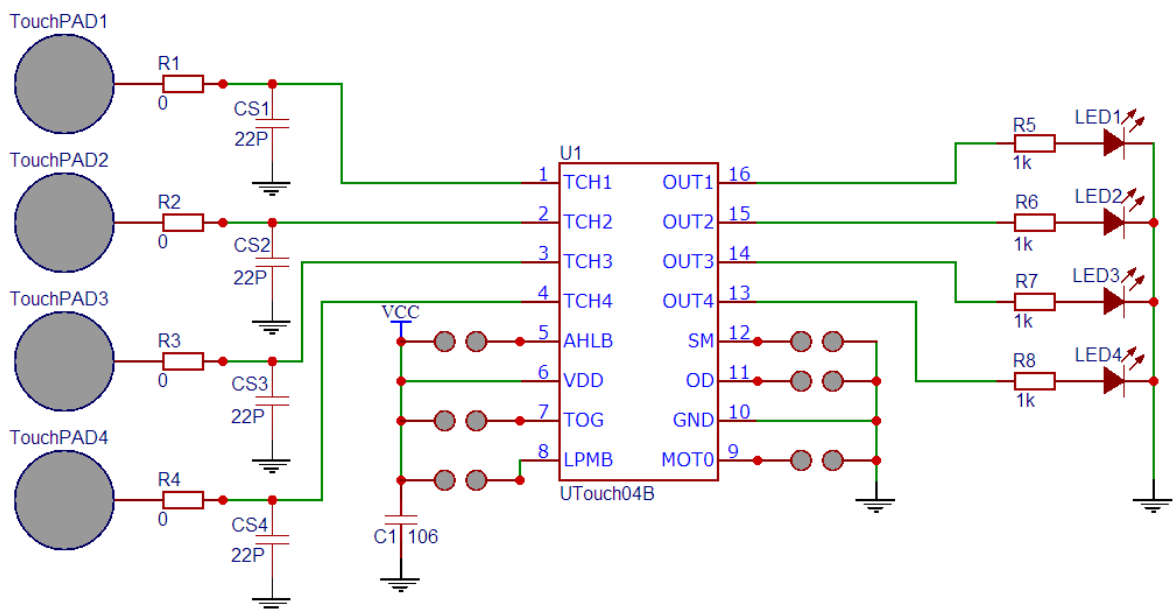 TouchPAD1
R1
0
CS1
22P
TouchPAD2
R2
0
CS2
22P
TouchPAD3
R3
0
CS3
22P
TouchPAD4
R4
0
CS4
22P
VCC
C1 106
U1
1 TCH1 OUT1 16
2 TCH2 OUT2 15
3 TCH3 OUT3 14
4 TCH4 OUT4 13
5 AHLB SM 12
6 VDD OD 11
7 TOG GND 10
8 LPMB MOT0 9
UTouch04B
R5
1k
LED1
R6
1k
LED2
R7
1k
LED3
R8
1k
LED4